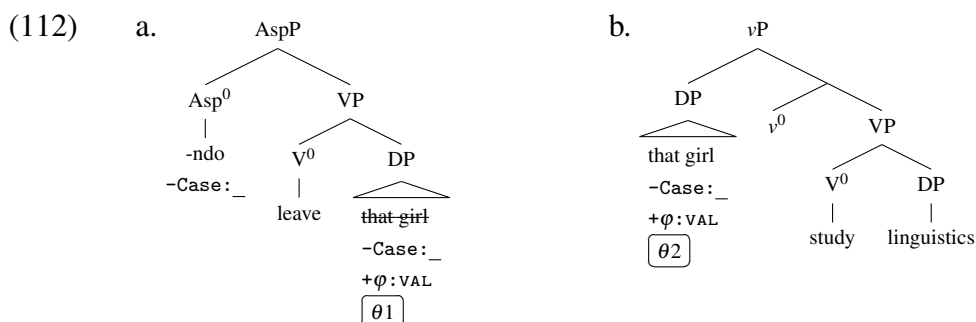 (112) a. AspP b. vP
Asp⁰ VP DP
-ndo V⁰ DP v⁰ VP
-Case:_ leave that girl that girl V⁰ DP
-Case:_ -Case:_ study linguistics
+φ:VAL +φ:VAL
θ1 θ2